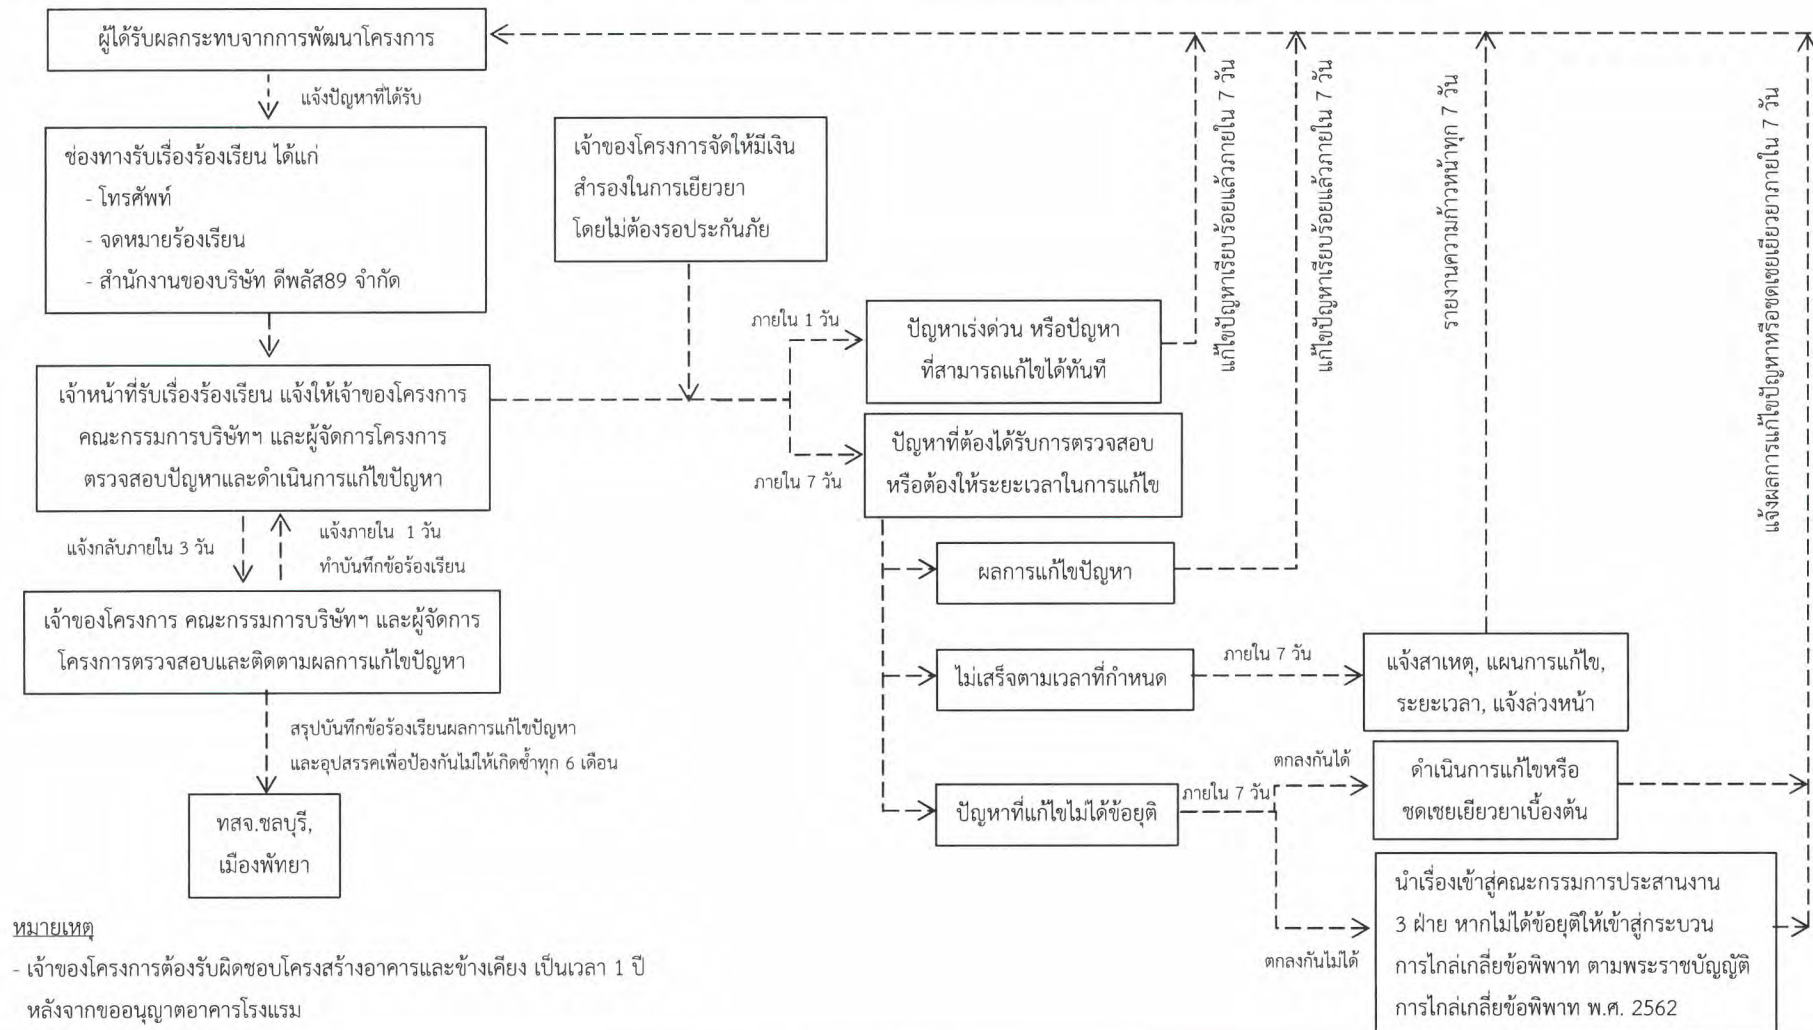 ผู้ได้รับผลกระทบจากการพัฒนาโครงการ
แจ้งปัญหาที่ได้รับ
ช่องทางรับเรื่องร้องเรียน ได้แก่
- โทรศัพท์
- จดหมายร้องเรียน
- สำนักงานของบริษัท ดีพลัส89 จำกัด
เจ้าหน้าที่รับเรื่องร้องเรียน แจ้งให้เจ้าของโครงการ
คณะกรรมการบริษัทฯ และผู้จัดการโครงการ
ตรวจสอบปัญหาและดำเนินการแก้ไขปัญหา
แจ้งกลับภายใน 3 วัน
แจ้งภายใน 1 วัน
ทำบันทึกข้อร้องเรียน
เจ้าของโครงการ คณะกรรมการบริษัทฯ และผู้จัดการ
โครงการตรวจสอบและติดตามผลการแก้ไขปัญหา
สรุปบันทึกข้อร้องเรียนผลการแก้ไขปัญหา
และอุปสรรคเพื่อป้องกันไม่ให้เกิดซ้ำทุก 6 เดือน
ทสจ.ชลบุรี,
เมืองพัทยา
เจ้าของโครงการจัดให้มีเงิน
สำรองในการเยียวยา
โดยไม่ต้องรอประกันภัย
ภายใน 1 วัน
ปัญหาเร่งด่วน หรือปัญหา
ที่สามารถแก้ไขได้ทันที
ภายใน 7 วัน
ปัญหาที่ต้องได้รับการตรวจสอบ
หรือต้องให้ระยะเวลาในการแก้ไข
ผลการแก้ไขปัญหา
ไม่เสร็จตามเวลาที่กำหนด
ภายใน 7 วัน
แจ้งสาเหตุ, แผนการแก้ไข,
ระยะเวลา, แจ้งล่วงหน้า
ปัญหาที่แก้ไขไม่ได้ข้อยุติ
ภายใน 7 วัน
ตกลงกันได้
ดำเนินการแก้ไขหรือ
ชดเชยเยียวยาเบื้องต้น
ตกลงกันไม่ได้
นำเรื่องเข้าสู่คณะกรรมการประสานงาน
3 ฝ่าย หากไม่ได้ข้อยุติให้เข้าสู่กระบวน
การไกล่เกลี่ยข้อพิพาท ตามพระราชบัญญัติ
การไกล่เกลี่ยข้อพิพาท พ.ศ. 2562
แก้ไขปัญหาเรียบร้อยแล้วภายใน 7 วัน
แก้ไขปัญหาเรียบร้อยแล้วภายใน 7 วัน
รายงานความก้าวหน้าทุก 7 วัน
แจ้งผลการแก้ไขปัญหาหรือชดเชยเยียวยาภายใน 7 วัน
หมายเหตุ
- เจ้าของโครงการต้องรับผิดชอบโครงสร้างอาคารและข้างเคียง เป็นเวลา 1 ปี
หลังจากขออนุญาตอาคารโรงแรม